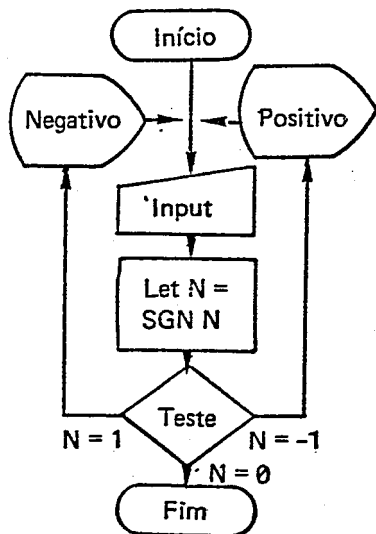 Início
Negativo
Positivo
Input
Let N =
SGN N
Teste
N = 1
N = -1
N = 0
Fim